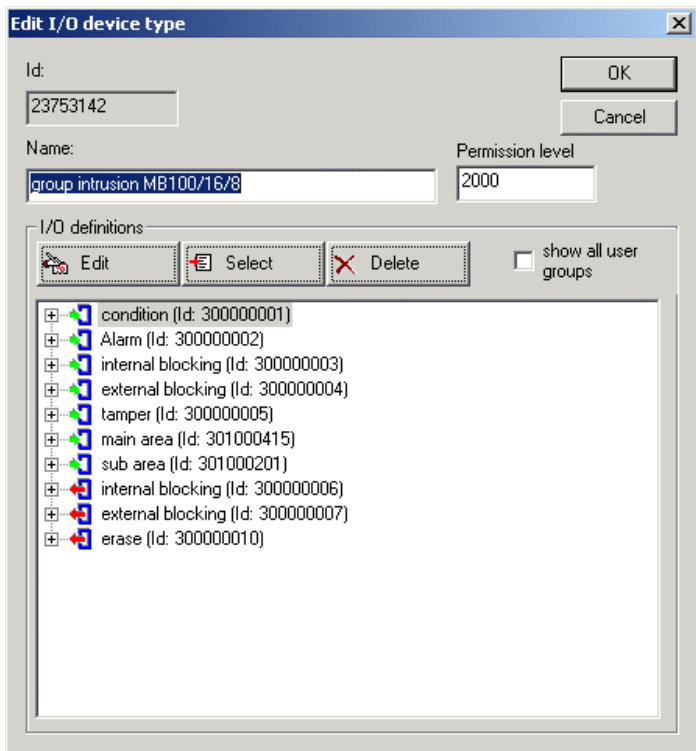 Edit I/O device type
Id:
OK
23753142
Cancel
Name:
Permission level
group intrusion MB100/16/8
2000
I/O definitions
Edit
Select
Delete
show all user
groups
condition (Id: 300000001)
Alarm (Id: 300000002)
internal blocking (Id: 300000003)
external blocking (Id: 300000004)
tamper (Id: 300000005)
main area (Id: 301000415)
sub area (Id: 301000201)
internal blocking (Id: 300000006)
external blocking (Id: 300000007)
erase (Id: 300000010)